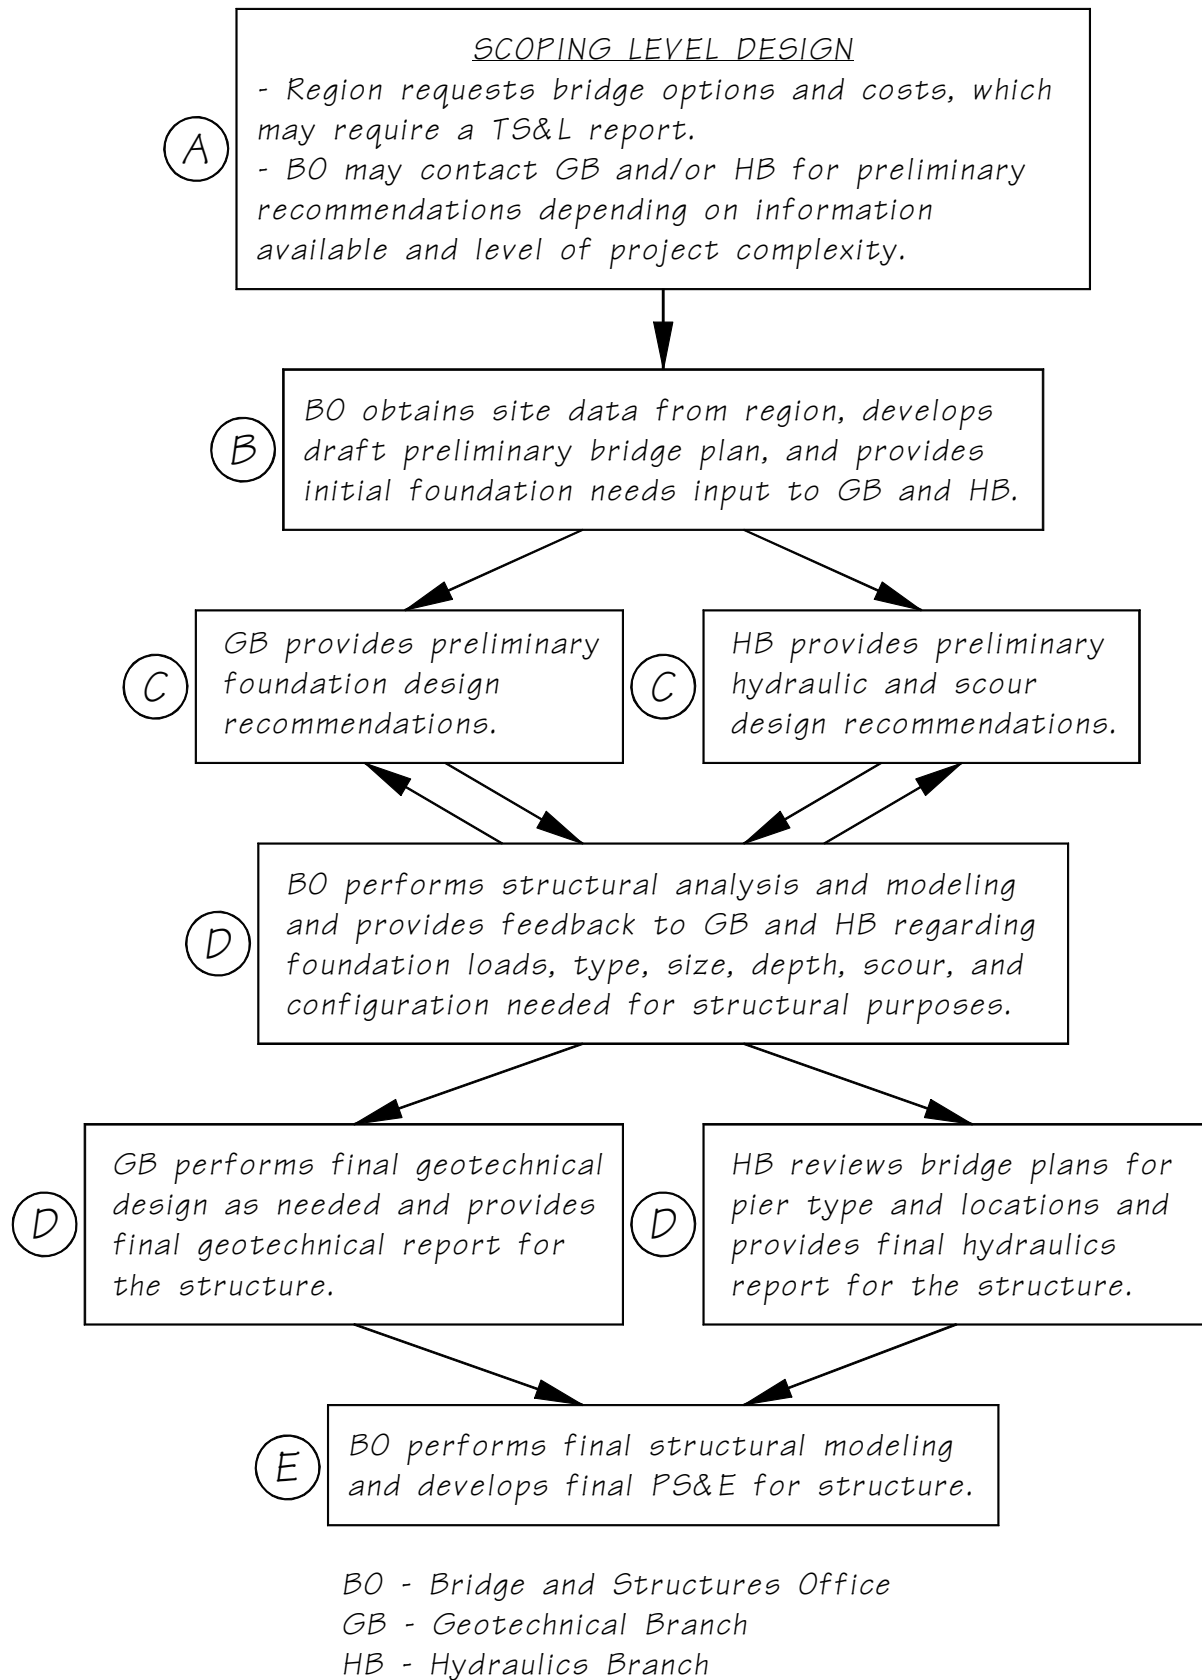 SCOPING LEVEL DESIGN
- Region requests bridge options and costs, which
may require a TS&L report.
- BO may contact GB and/or HB for preliminary
recommendations depending on information
available and level of project complexity.
A
BO obtains site data from region, develops
draft preliminary bridge plan, and provides
initial foundation needs input to GB and HB.
B
GB provides preliminary
foundation design
recommendations.
C
HB provides preliminary
hydraulic and scour
design recommendations.
C
BO performs structural analysis and modeling
and provides feedback to GB and HB regarding
foundation loads, type, size, depth, scour, and
configuration needed for structural purposes.
D
GB performs final geotechnical
design as needed and provides
final geotechnical report for
the structure.
D
HB reviews bridge plans for
pier type and locations and
provides final hydraulics
report for the structure.
D
BO performs final structural modeling
and develops final PS&E for structure.
E
BO - Bridge and Structures Office
GB - Geotechnical Branch
HB - Hydraulics Branch